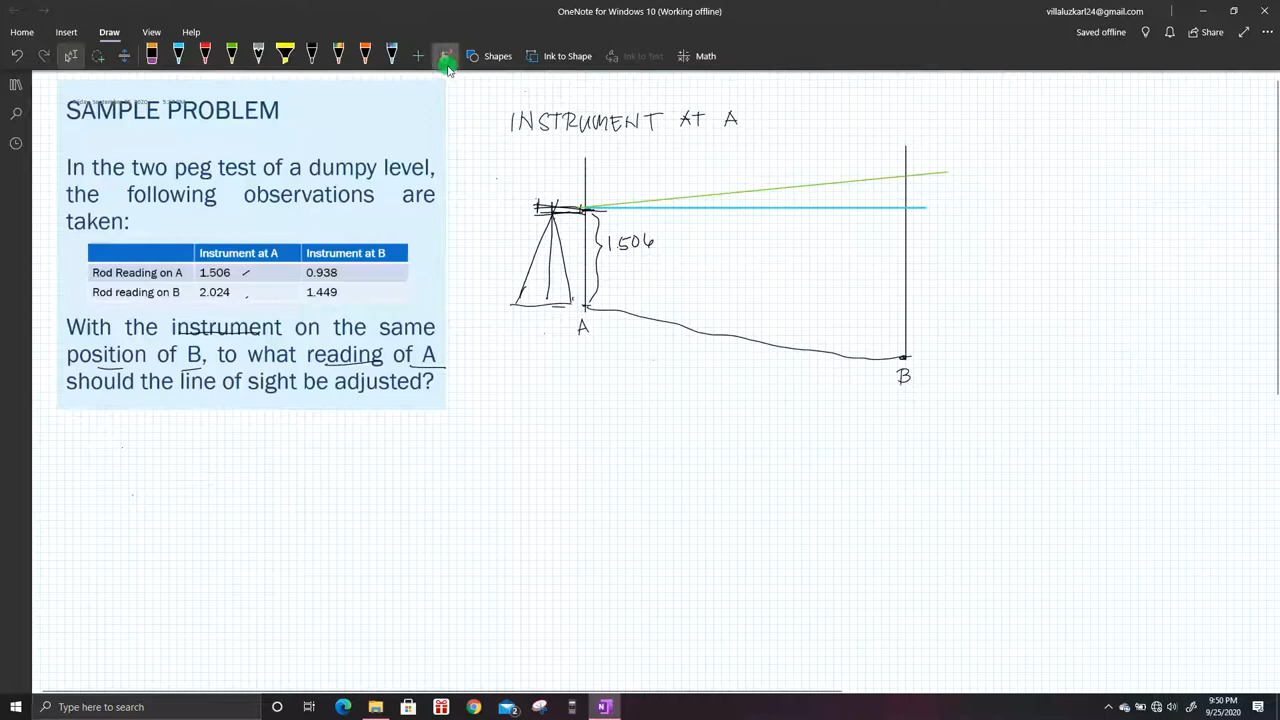 OneNote for Windows 10 (Working offline)
villaluzkarl24@gmail.com
Home Insert Draw View Help
Saved offline Share
Shapes Ink to Shape Ink to Text Math
Friday, September 25, 2020
SAMPLE PROBLEM
In the two peg test of a dumpy level,
the following observations are
taken:
Instrument at A Instrument at B
Rod Reading on A 1.506 0.938
Rod reading on B 2.024 1.449
With the instrument on the same
position of B, to what reading of A
should the line of sight be adjusted?
INSTRUMENT AT A
1.506
A
B
Type here to search
9:50 PM
9/25/2020